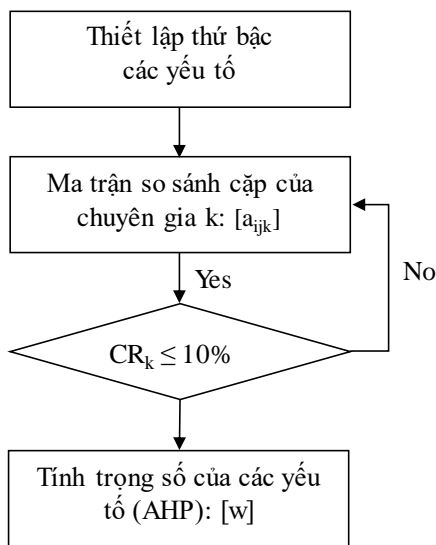 Thiết lập thứ bậc
các yếu tố
Ma trận so sánh cặp của
chuyên gia k: [aijk]
Yes
No
CRk ≤ 10%
Tính trọng số của các yếu
tố (AHP): [w]